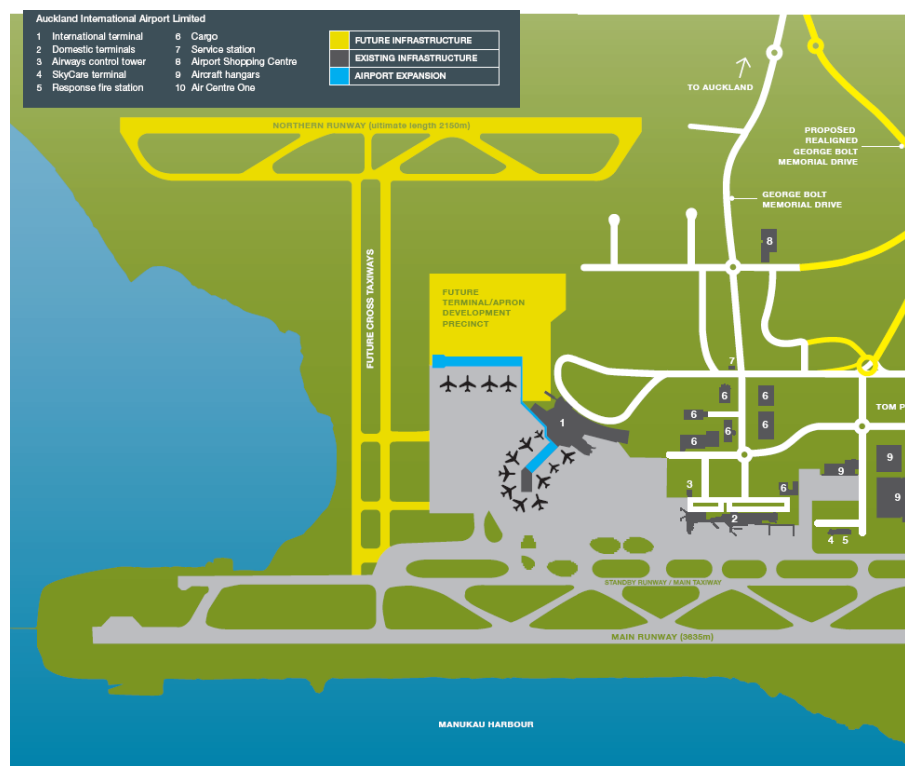 Auckland International Airport Limited
1 International terminal
2 Domestic terminals
3 Airways control tower
4 SkyCare terminal
5 Response fire station
6 Cargo
7 Service station
8 Airport Shopping Centre
9 Aircraft hangars
10 Air Centre One
FUTURE INFRASTRUCTURE
EXISTING INFRASTRUCTURE
AIRPORT EXPANSION
TO AUCKLAND
NORTHERN RUNWAY (ultimate length 2150m)
PROPOSED
REALIGNED
GEORGE BOLT
MEMORIAL DRIVE
GEORGE BOLT
MEMORIAL DRIVE
8
FUTURE CROSS TAXIWAYS
FUTURE
TERMINAL/APRON
DEVELOPMENT
PRECINCT
7
6
6
TOM P
6
1
6
6
6
9
9
3
6
9
2
4 5
STANDBY RUNWAY / MAIN TAXIWAY
MAIN RUNWAY (3635m)
MANUKAU HARBOUR